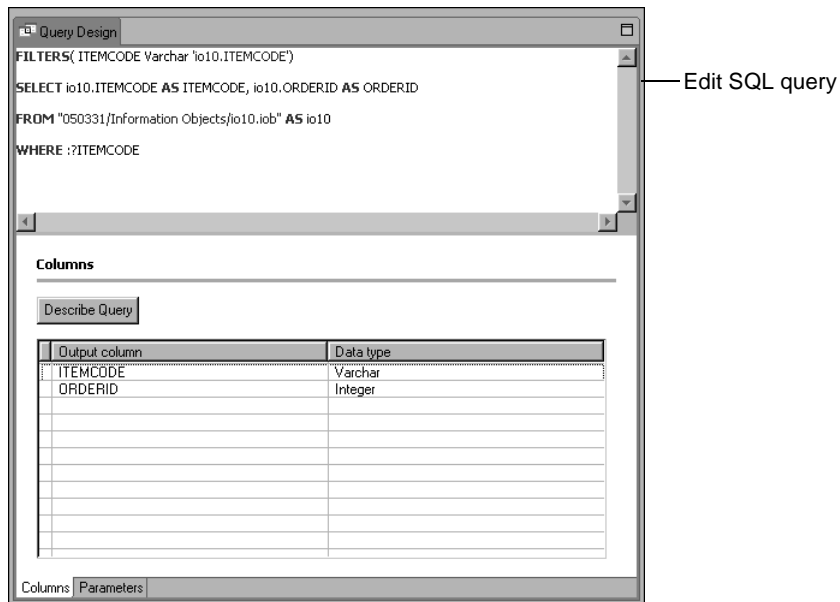 Query Design
FILTERS( ITEMCODE Varchar 'io10.ITEMCODE')
SELECT io10.ITEMCODE AS ITEMCODE, io10.ORDERID AS ORDERID
FROM "050331/Information Objects/io10.iob" AS io10
WHERE :?ITEMCODE
Edit SQL query
Columns
Describe Query
Output column Data type
ITEMCODE Varchar
ORDERID Integer
Columns Parameters